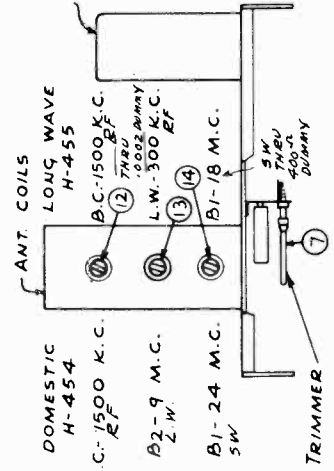 ANT. COILS
DOMESTIC
H-454
LONG WAVE
H-455
.C.-1500 K.C.
RF
B.C.-1500 K.C.
RF
THRU
.0002 DUMMY
12
B2-9 M.C.
L.W.
L.W. 300 K.C.
RF
13
B1-24 M.C.
SW
B1-18 M.C.
14
SW
THRU
400Ω
DUMMY
7
TRIMMER